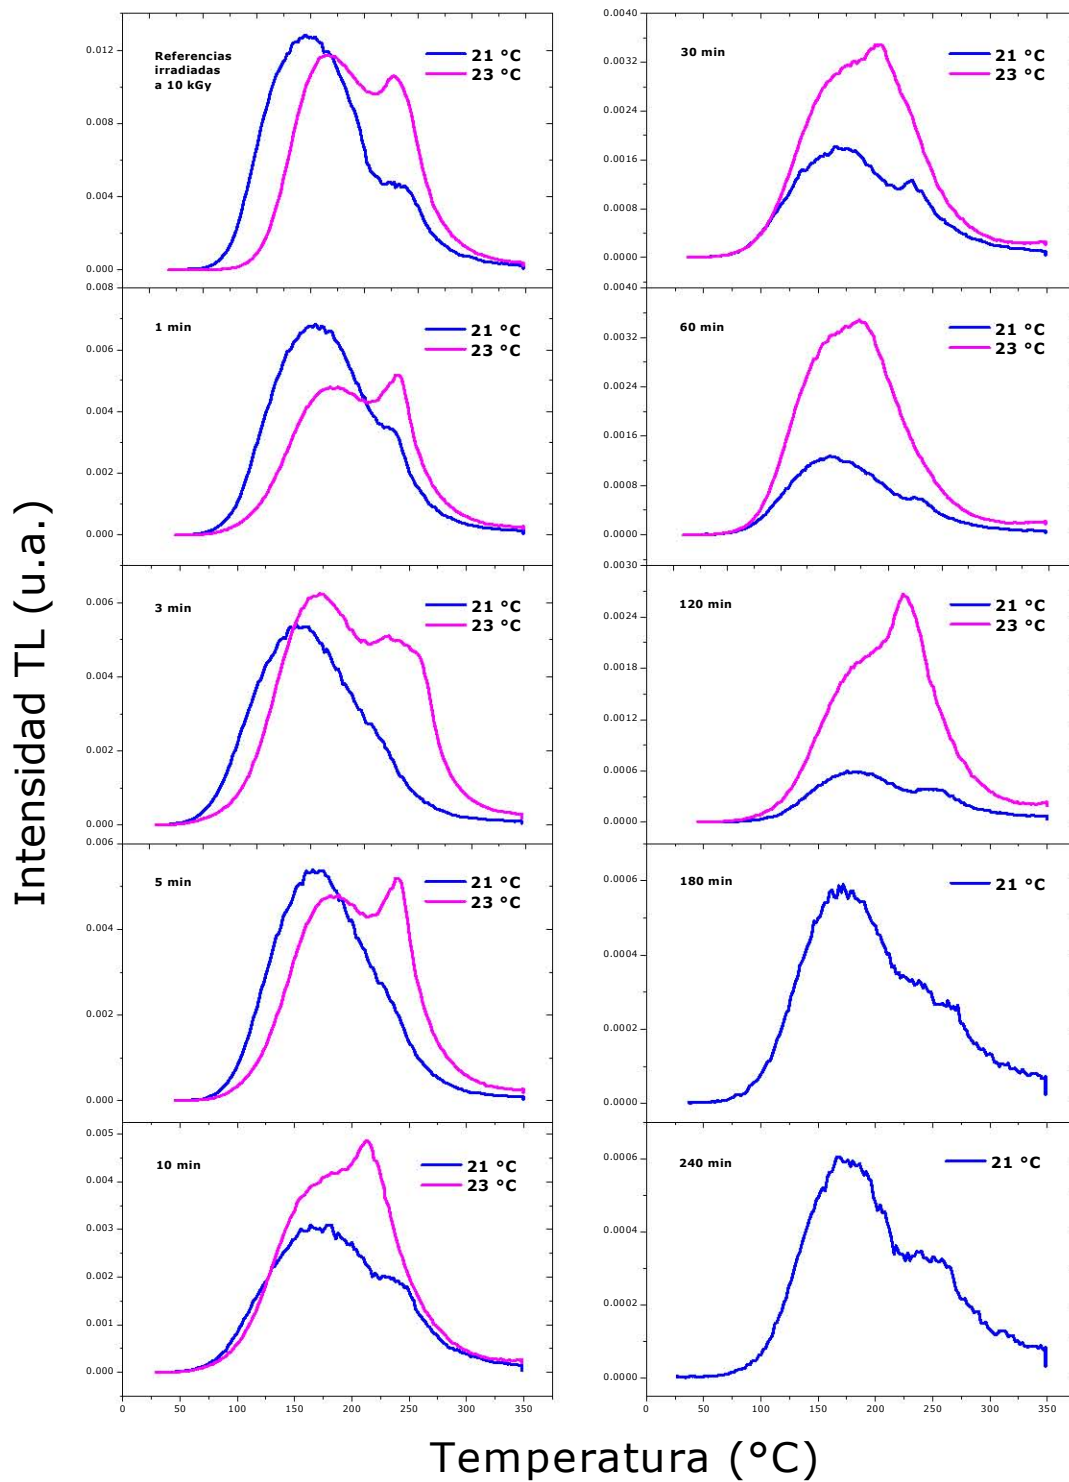 Intensidad TL (u.a.)
Referencias
irradiadas
a 10 kGy
21 °C
23 °C
0.012
0.008
0.004
0.000
0.008
1 min
21 °C
23 °C
0.006
0.004
0.002
0.000
3 min
21 °C
23 °C
0.006
0.004
0.002
0.000
0.006
5 min
21 °C
23 °C
0.004
0.002
0.000
0.005
10 min
21 °C
23 °C
0.004
0.003
0.002
0.001
0.000
0 50 100 150 200 250 300 350
0.0040
30 min
21 °C
23 °C
0.0032
0.0024
0.0016
0.0008
0.0000
0.0040
60 min
21 °C
23 °C
0.0032
0.0024
0.0016
0.0008
0.0000
0.0030
120 min
21 °C
23 °C
0.0024
0.0018
0.0012
0.0006
0.0000
180 min
21 °C
0.0006
0.0004
0.0002
0.0000
240 min
21 °C
0.0006
0.0004
0.0002
0.0000
0 50 100 150 200 250 300 350
Temperatura (°C)